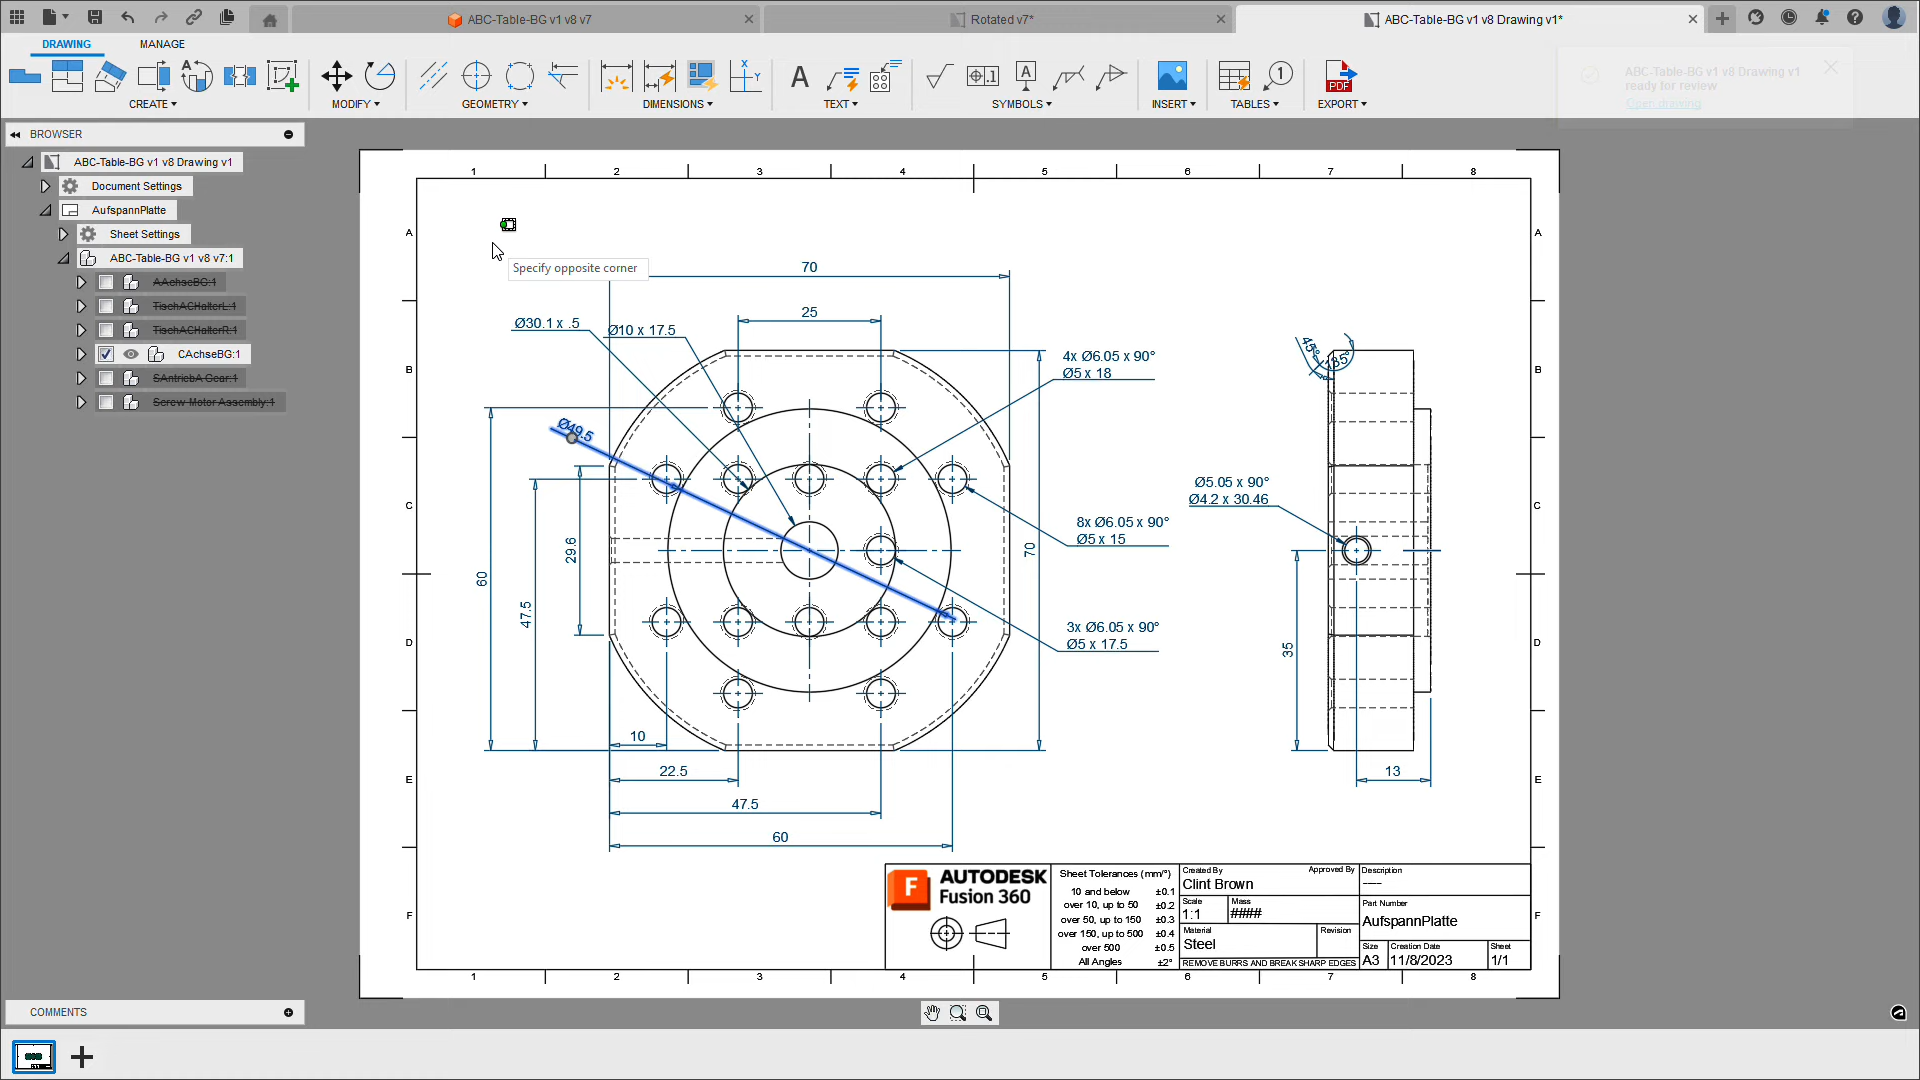 ABC-Table-BG v1 v8 v7
Rotated v7*
ABC-Table-BG v1 v8 Drawing v1*
DRAWING
MANAGE
CREATE
MODIFY
GEOMETRY
DIMENSIONS
TEXT
SYMBOLS
INSERT
TABLES
EXPORT
ABC-Table-BG v1 v8 Drawing v1
ready for review
Open drawing
BROWSER
ABC-Table-BG v1 v8 Drawing v1
Document Settings
AufspannPlatte
Sheet Settings
ABC-Table-BG v1 v8 v7:1
AAchseBG:1
TischACHalterL:1
TischACHalterR:1
CAchseBG:1
SAntriebA Gear:1
Screw Motor Assembly:1
1 2 3 4 5 6 7 8
A A
B B
C C
D D
E E
F F
Specify opposite corner
70
25
Ø30.1 x .5
Ø10 x 17.5
4x Ø6.05 x 90°
Ø5 x 18
Ø49.5
8x Ø6.05 x 90°
Ø5 x 15
3x Ø6.05 x 90°
Ø5 x 17.5
60
47.5
29.6
70
10
22.5
47.5
60
45°
135°
Ø5.05 x 90°
Ø4.2 x 30.46
35
13
F
AUTODESK
Fusion 360
Sheet Tolerances (mm/°)
10 and below ±0.1
over 10, up to 50 ±0.2
over 50, up to 150 ±0.3
over 150, up to 500 ±0.4
over 500 ±0.5
All Angles ±2°
Created By
Clint Brown
Approved By
Description
Scale
1:1
Mass
####
Part Number
AufspannPlatte
Material
Steel
Revision
REMOVE BURRS AND BREAK SHARP EDGES
Size
A3
Creation Date
11/8/2023
Sheet
1/1
1 2 3 4 5 6 7 8
COMMENTS